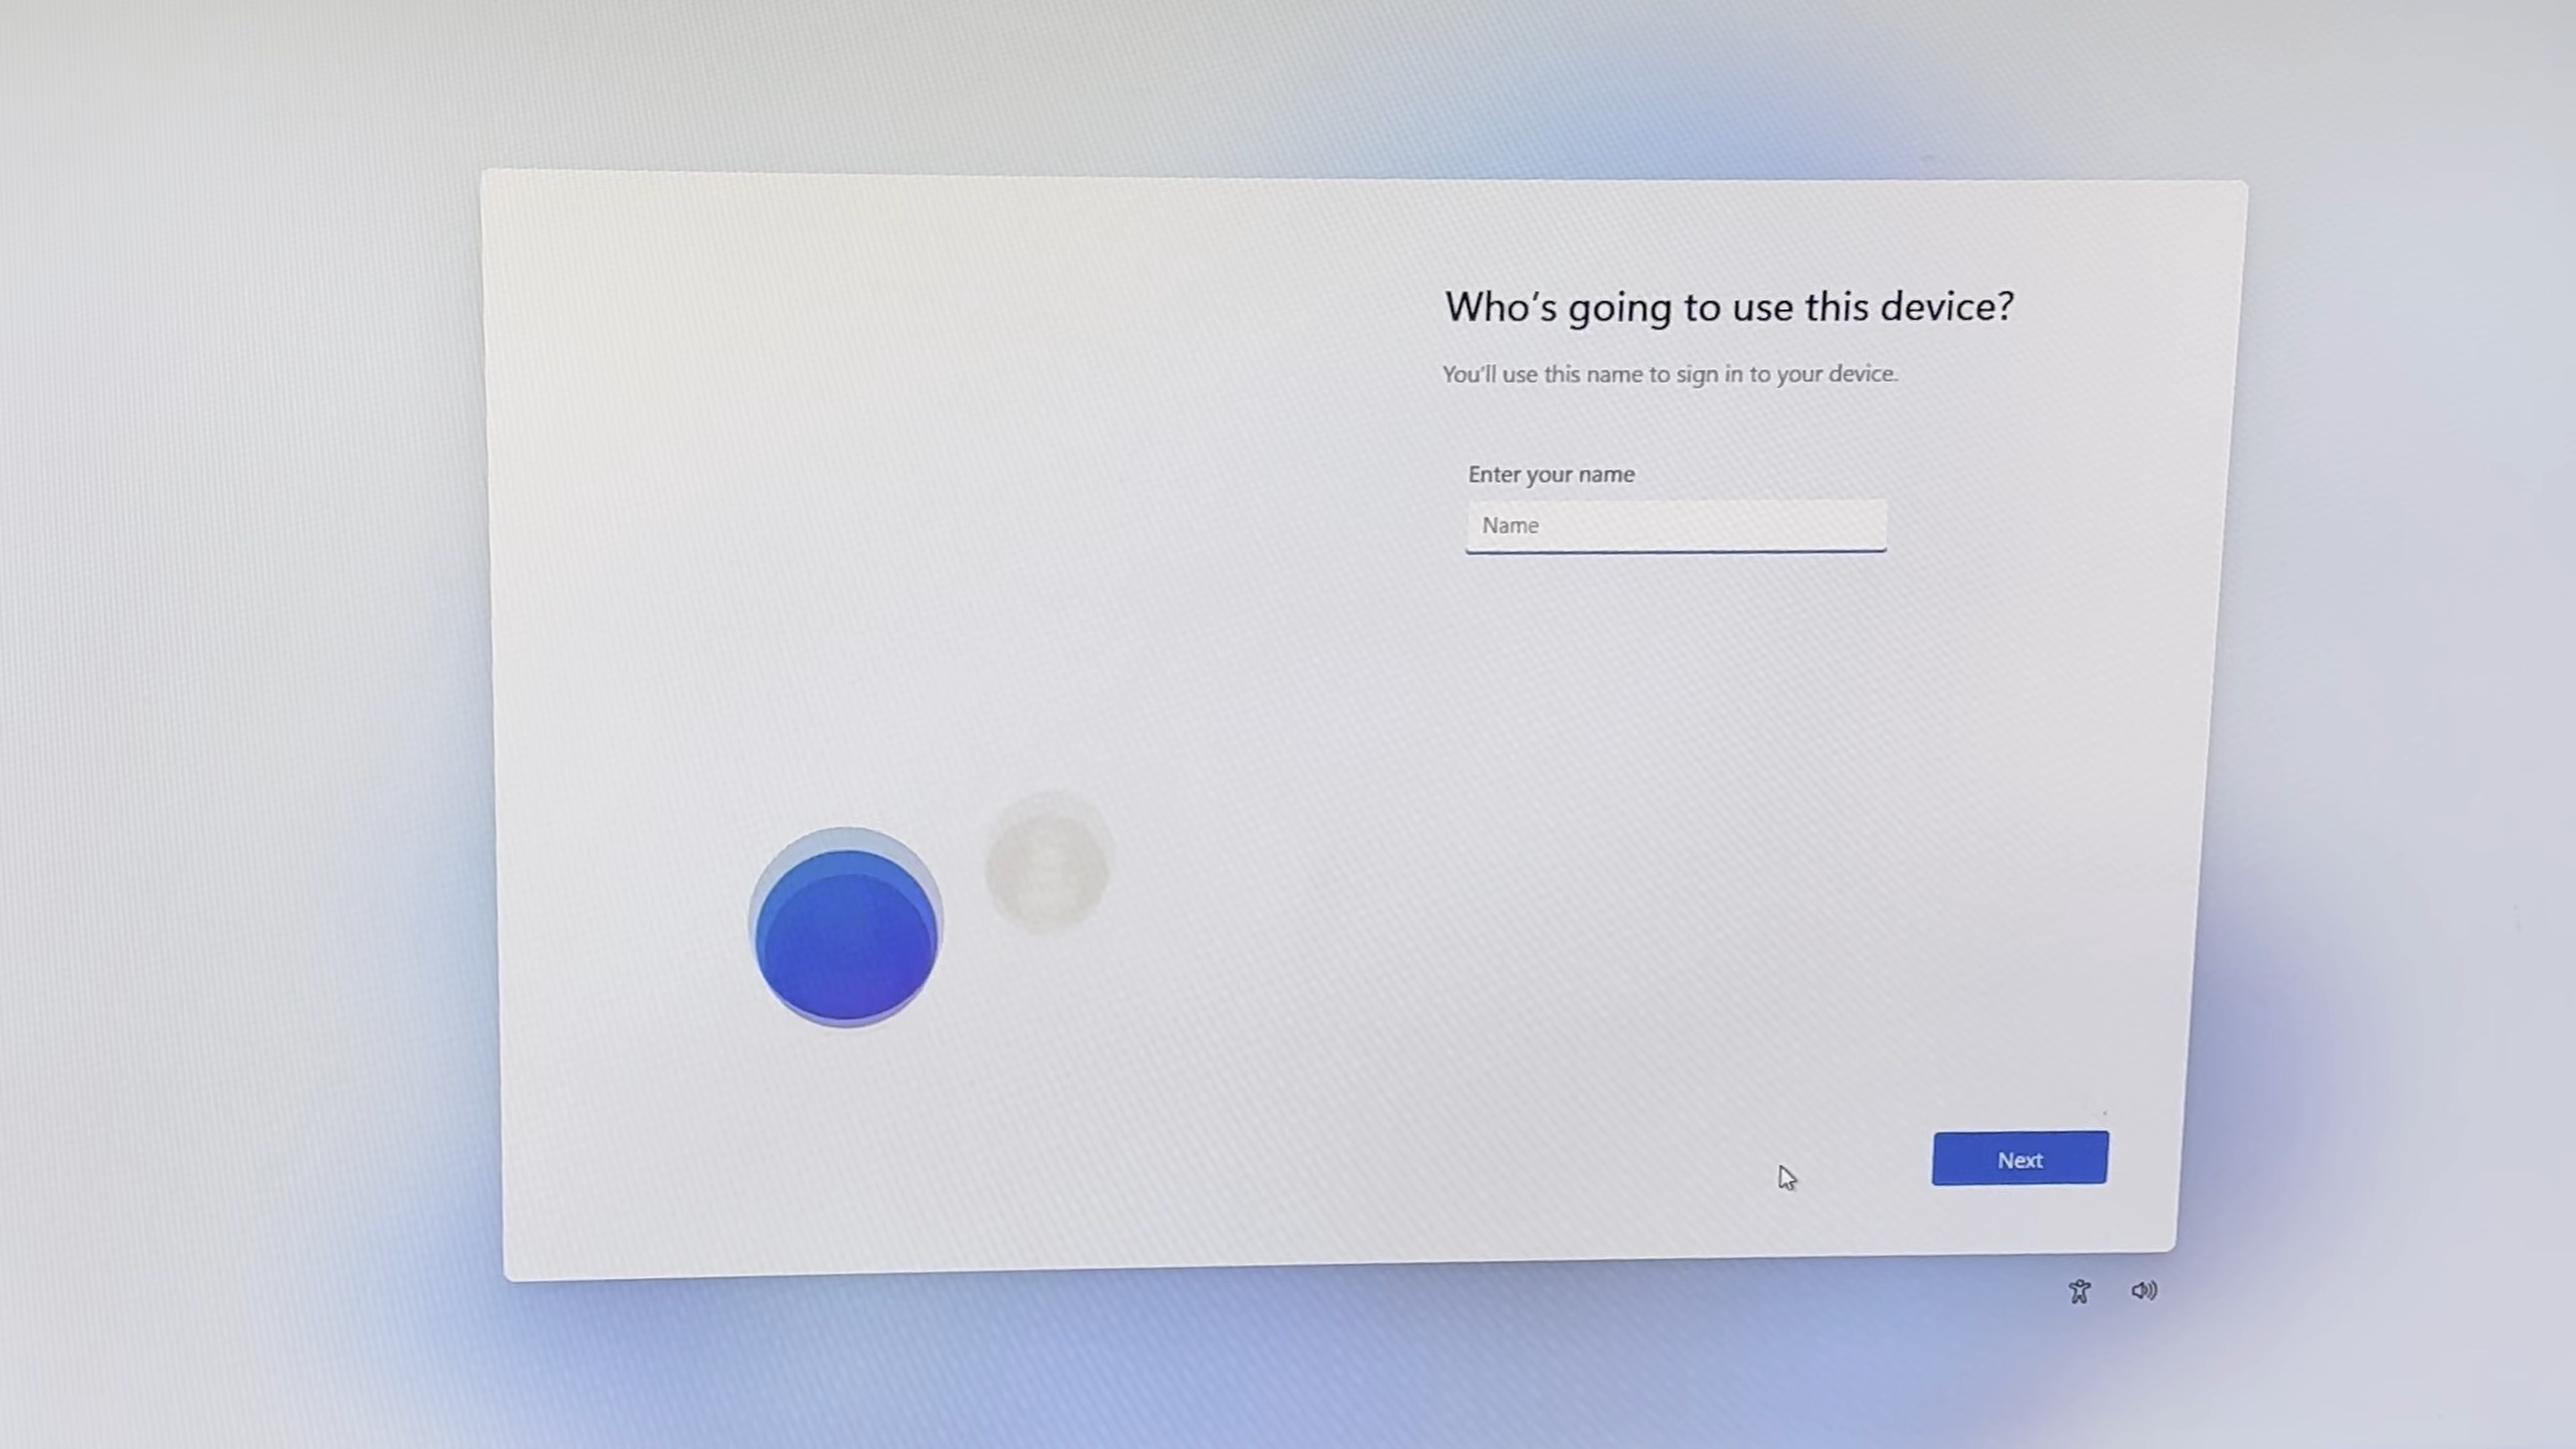 Who's going to use this device?
You'll use this name to sign in to your device.
Enter your name
Name
Next